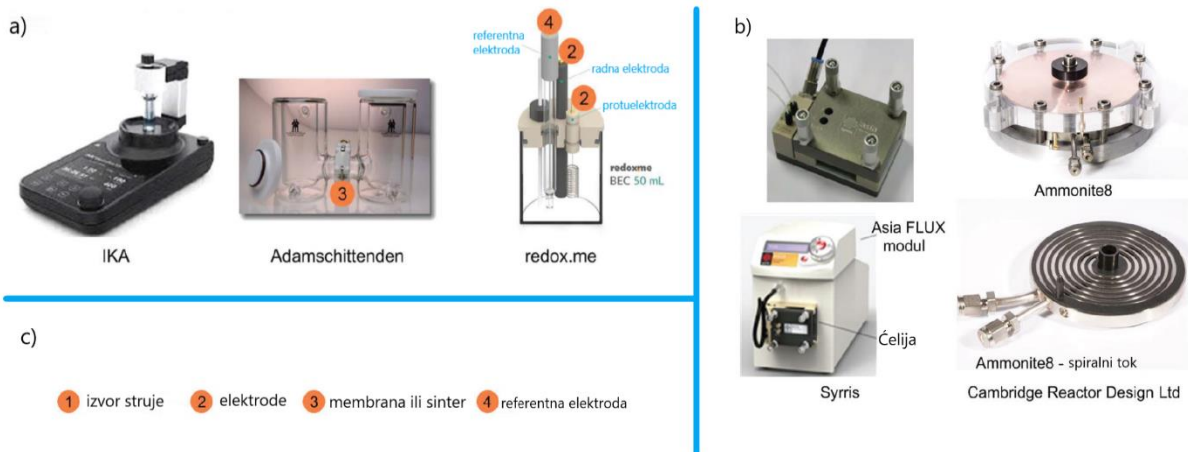 a)
IKA
Adamschittenden
4
referentna
elektroda
2
radna elektroda
2
protuelektroda
3
redoxme
BEC 50 mL
redox.me
b)
Ammonite8
Asia FLUX
modul
Ćelija
Syrris
Ammonite8 - spiralni tok
Cambridge Reactor Design Ltd
c)
1 izvor struje
2 elektrode
3 membrana ili sinter
4 referentna elektroda